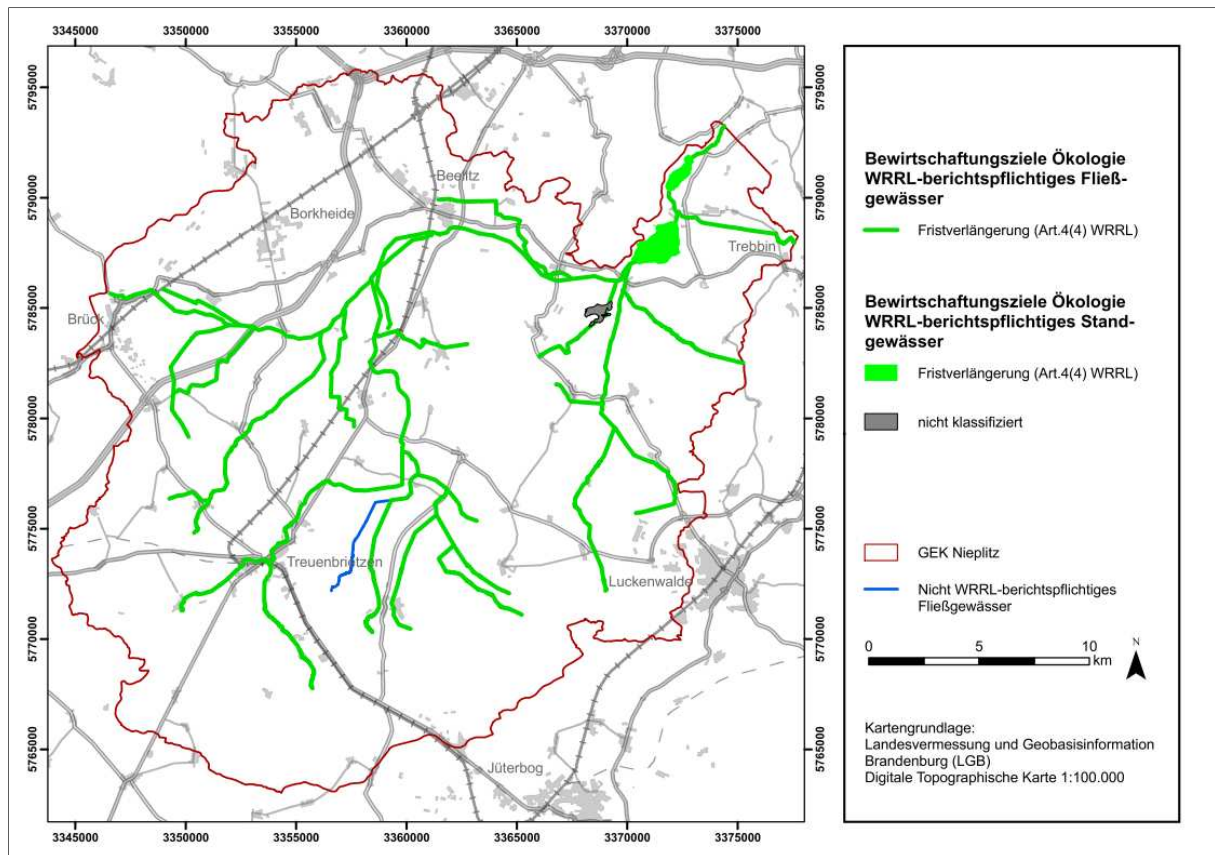 3345000 3350000 3355000 3360000 3365000 3370000 3375000
5795000
5790000
5785000
5780000
5775000
5770000
5765000
Beelitz
Borkheide
Trebbin
Brück
Treuenbrietzen
Luckenwalde
Jüterbog
5795000
5790000
5785000
5780000
5775000
5770000
5765000
3345000 3350000 3355000 3360000 3365000 3370000 3375000
Bewirtschaftungsziele Ökologie
WRRL-berichtspflichtiges Fließ-
gewässer
Fristverlängerung (Art.4(4) WRRL)
Bewirtschaftungsziele Ökologie
WRRL-berichtspflichtiges Stand-
gewässer
Fristverlängerung (Art.4(4) WRRL)
nicht klassifiziert
GEK Nieplitz
Nicht WRRL-berichtspflichtiges
Fließgewässer
0 5 10
km
N
Kartengrundlage:
Landesvermessung und Geobasisinformation
Brandenburg (LGB)
Digitale Topographische Karte 1:100.000